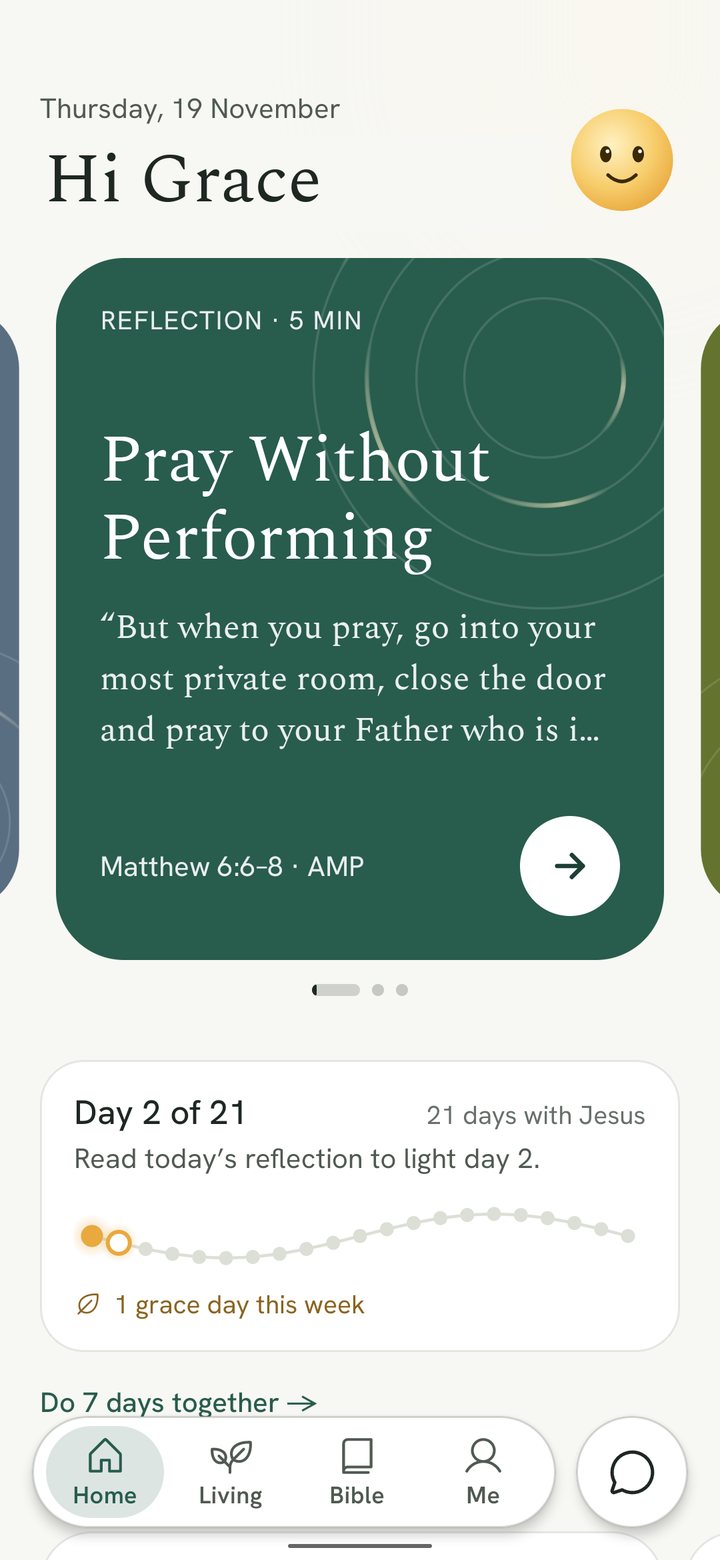 Thursday, 19 November
Hi Grace
REFLECTION · 5 MIN
Pray Without
Performing
“But when you pray, go into your
most private room, close the door
and pray to your Father who is i…
Matthew 6:6–8 · AMP
Day 2 of 21
21 days with Jesus
Read today’s reflection to light day 2.
1 grace day this week
Do 7 days together →
Home
Living
Bible
Me